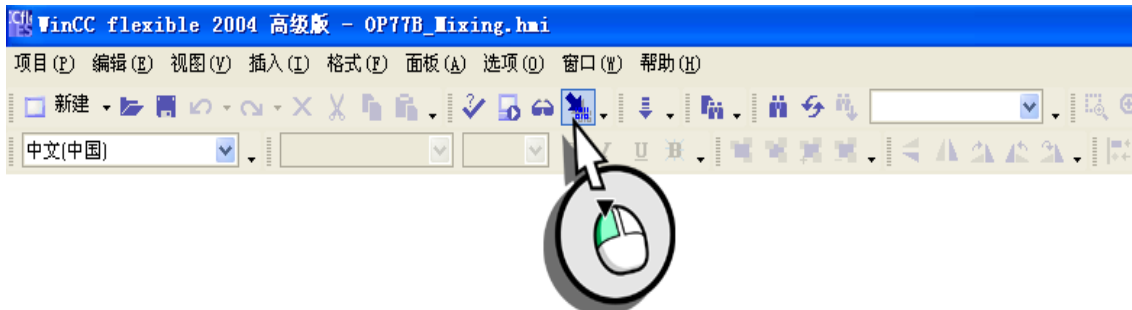 WinCC flexible 2004 高级版 - OP77B_Mixing.hmi
项目(P) 编辑(E) 视图(V) 插入(I) 格式(F) 面板(A) 选项(O) 窗口(W) 帮助(H)
新建
中文(中国)